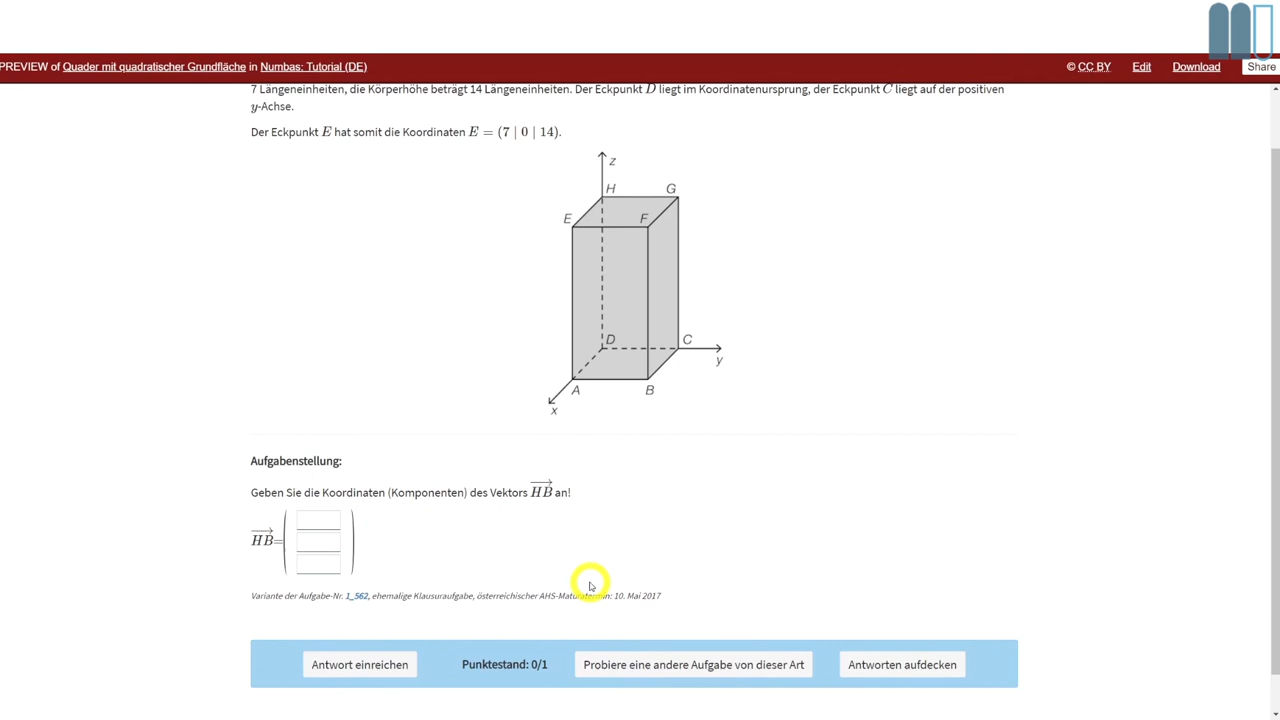 PREVIEW of Quader mit quadratischer Grundfläche in Numbas: Tutorial (DE)
© CC BY Edit Download Share
7 Längeneinheiten, die Körperhöhe beträgt 14 Längeneinheiten. Der Eckpunkt D liegt im Koordinatenursprung, der Eckpunkt C liegt auf der positiven
y-Achse.
Der Eckpunkt E hat somit die Koordinaten E = (7 | 0 | 14).
z
H G
E F
D C
y
A B
x
Aufgabenstellung:
Geben Sie die Koordinaten (Komponenten) des Vektors HB an!
HB=
Variante der Aufgabe-Nr. 1_562, ehemalige Klausuraufgabe, österreichischer AHS-Maturatermin: 10. Mai 2017
Antwort einreichen Punktestand: 0/1 Probiere eine andere Aufgabe von dieser Art Antworten aufdecken